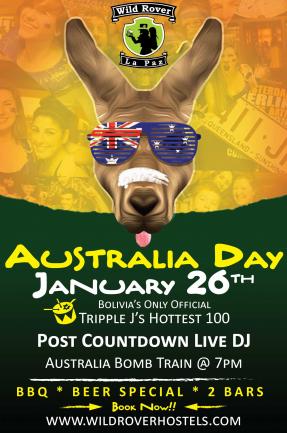 Wild Rover
La Paz
Australia Day
January 26th
Bolivia's Only Official
Tripple J's Hottest 100
Post Countdown Live DJ
Australia Bomb Train @ 7pm
BBQ * Beer Special * 2 Bars
Book Now!!
www.wildroverhostels.com